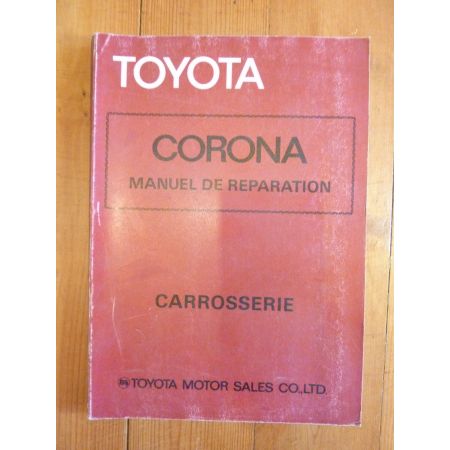 TOYOTA
CORONA
MANUEL DE REPARATION
CARROSSERIE
TOYOTA MOTOR SALES CO.,LTD.